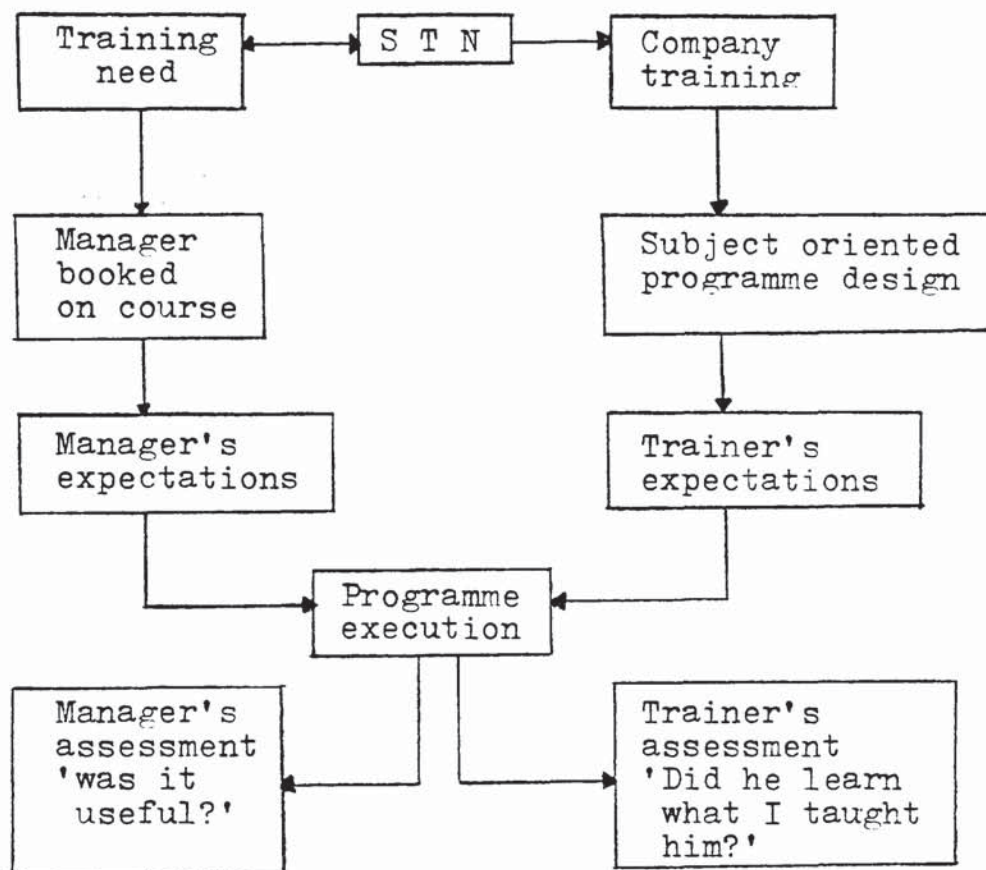 Training
need
S T N
Company
training
Manager
booked
on course
Subject oriented
programme design
Manager's
expectations
Trainer's
expectations
Programme
execution
Manager's
assessment
'was it
useful?'
Trainer's
assessment
'Did he learn
what I taught
him?'